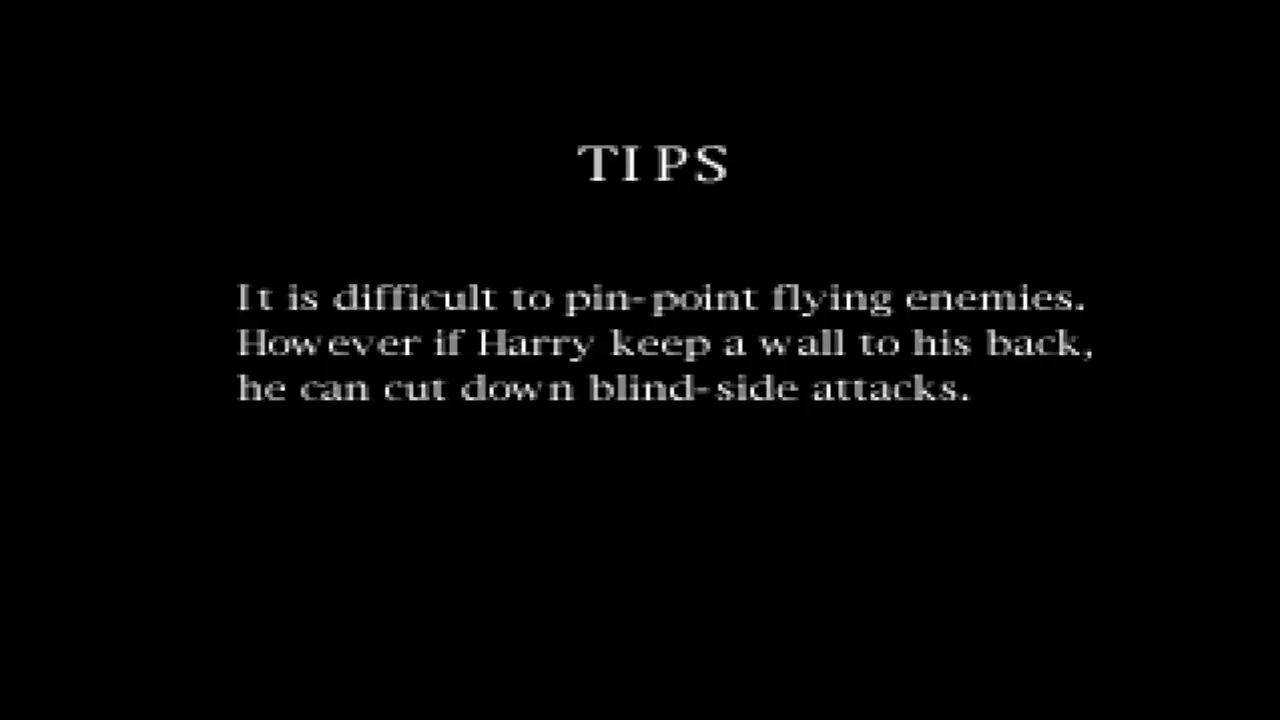 TIPS
It is difficult to pin-point flying enemies.
However if Harry keep a wall to his back,
he can cut down blind-side attacks.